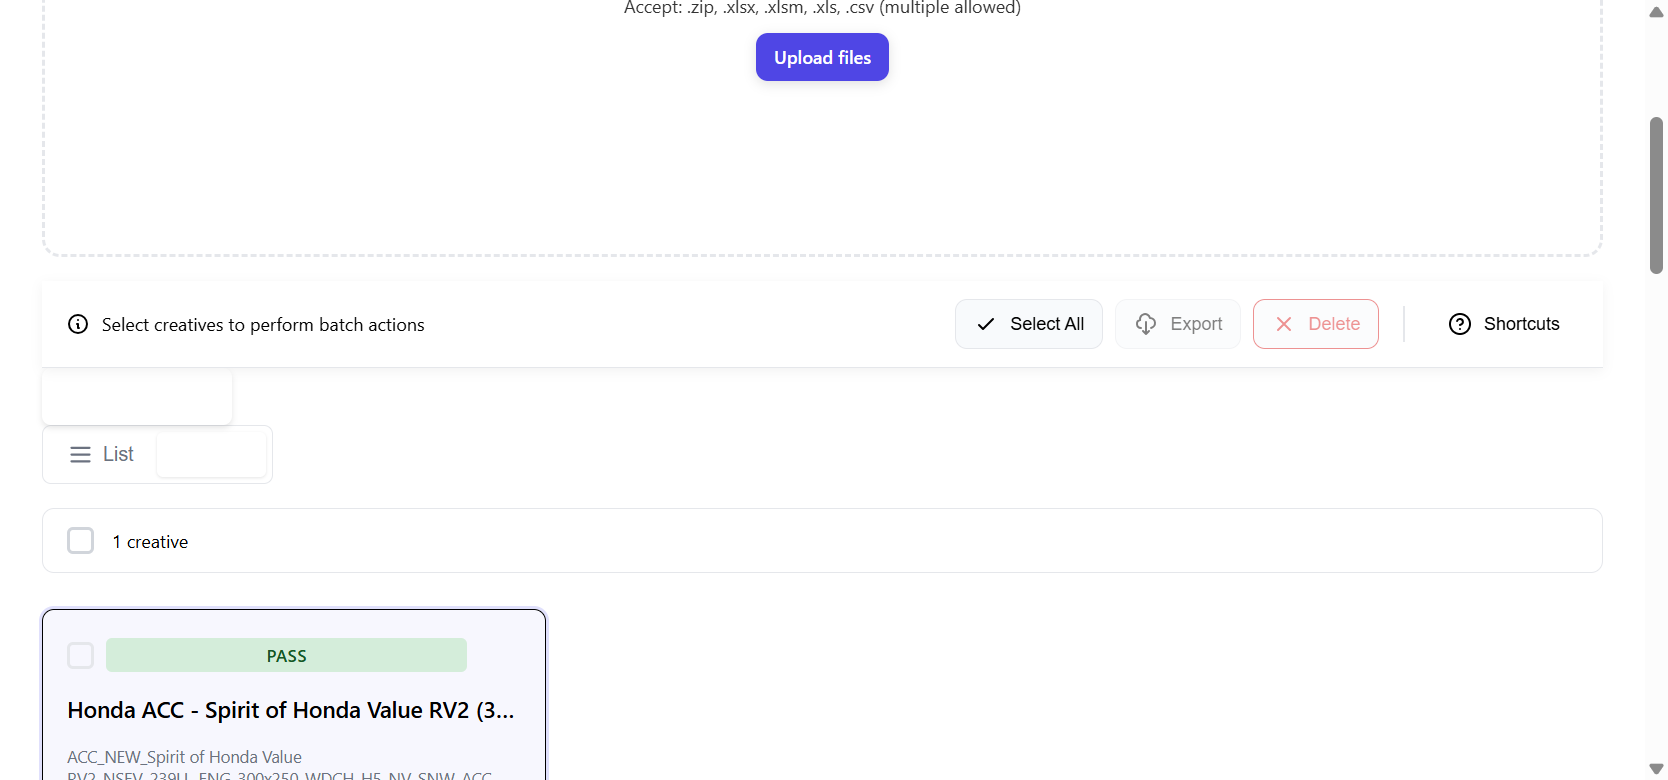 Accept: .zip, .xlsx, .xlsm, .xls, .csv (multiple allowed)
Upload files
Select creatives to perform batch actions
Select All
Export
Delete
Shortcuts
List
1 creative
PASS
Honda ACC - Spirit of Honda Value RV2 (3...
ACC_NEW_Spirit of Honda Value
RV2_NSEV_239LL_ENG_300x250_WDCH_H5_NV_SNW_ACC_